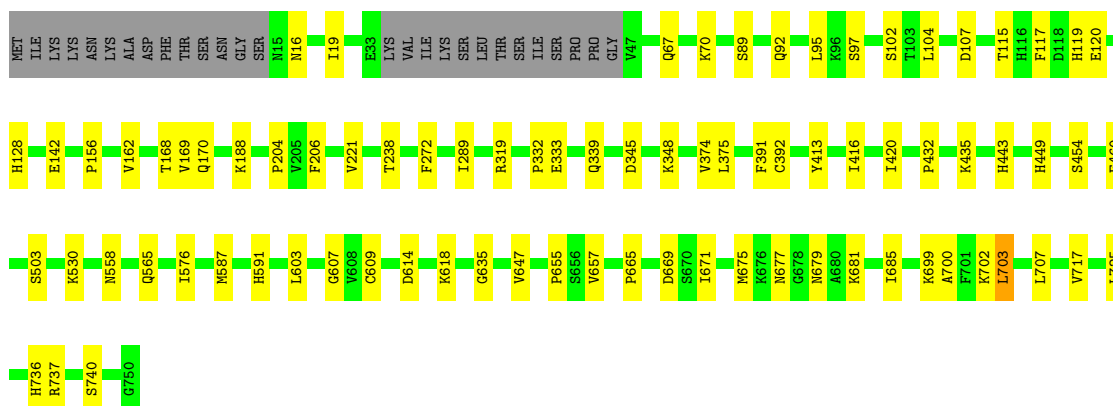 MET ILE LYS LYS ASN LYS ALA ASP PHE THR SER ASN GLY SER N15 N16 I19 E33 LYS VAL ILE LYS SER LEU THR SER ILE SER PRO PRO GLY V47 Q67 K70 S89 Q92 L95 K96 S97 S102 T103 L104 D107 T115 H116 F117 D118 H119 E120
H128 E142 P156 V162 T168 V169 Q170 K188 P204 V205 F206 V221 T238 F272 I289 R319 P332 E333 Q339 D345 K348 V374 L375 F391 C392 Y413 I416 I420 P432 K435 H443 H449 S454
S503 K530 N558 Q565 I576 M587 H591 L603 G607 V608 C609 D614 K618 G635 V647 P655 S656 V657 P665 D669 S670 I671 M675 K676 N677 G678 N679 A680 K681 I685 K699 A700 F701 K702 L703 L707 V717
H736 R737 S740 G750